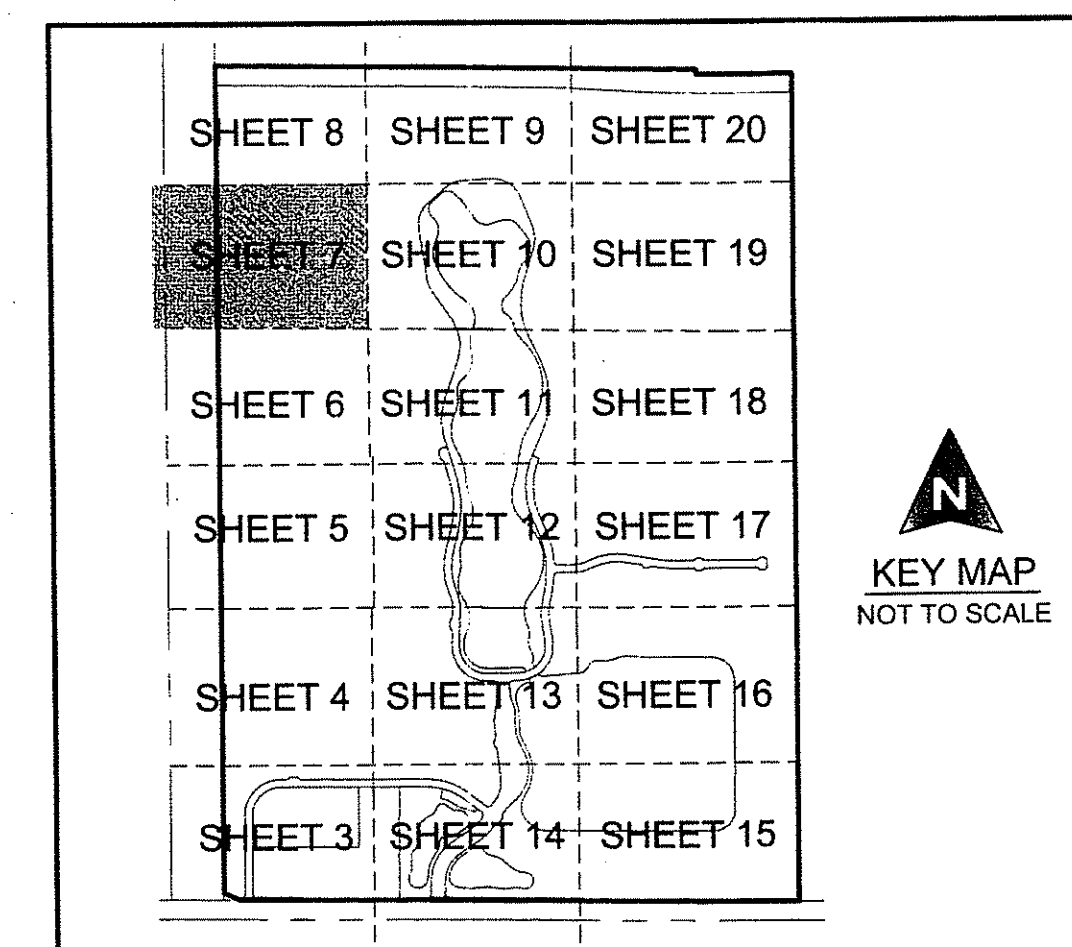 SHEET 8 SHEET 9 SHEET 20
SHEET 7 SHEET 10 SHEET 19
SHEET 6 SHEET 11 SHEET 18
SHEET 5 SHEET 12 SHEET 17
SHEET 4 SHEET 13 SHEET 16
SHEET 3 SHEET 14 SHEET 15
N
KEY MAP
NOT TO SCALE